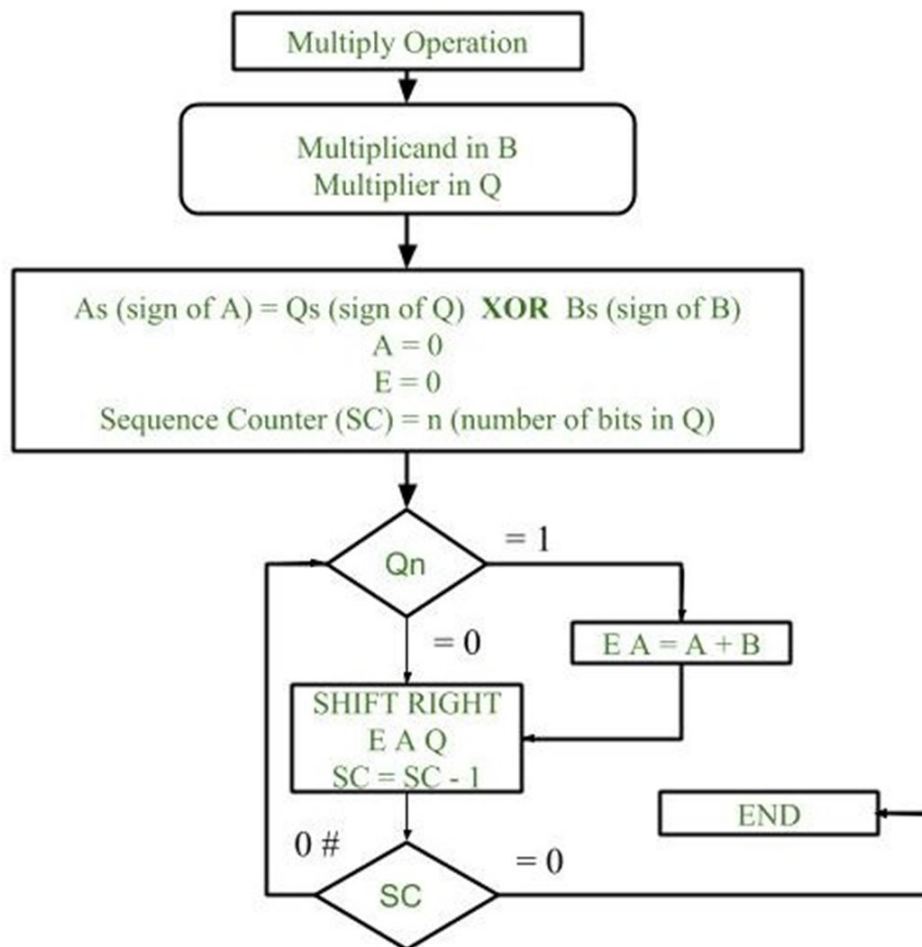 Multiply Operation
Multiplicand in B
Multiplier in Q
As (sign of A) = Qs (sign of Q) XOR Bs (sign of B)
A = 0
E = 0
Sequence Counter (SC) = n (number of bits in Q)
Qn
= 1
= 0
E A = A + B
SHIFT RIGHT
E A Q
SC = SC - 1
END
0 #
= 0
SC